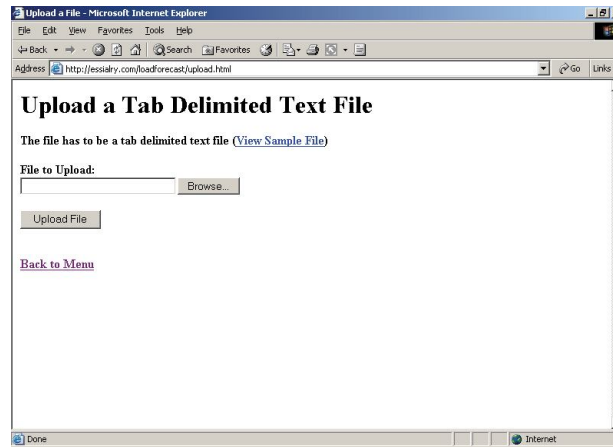 Upload a File - Microsoft Internet Explorer
File Edit View Favorites Tools Help
Back Search Favorites
Address http://essialry.com/loadforecast/upload.html Go Links
Upload a Tab Delimited Text File
The file has to be a tab delimited text file (View Sample File)
File to Upload:
Browse...
Upload File
Back to Menu
Done Internet